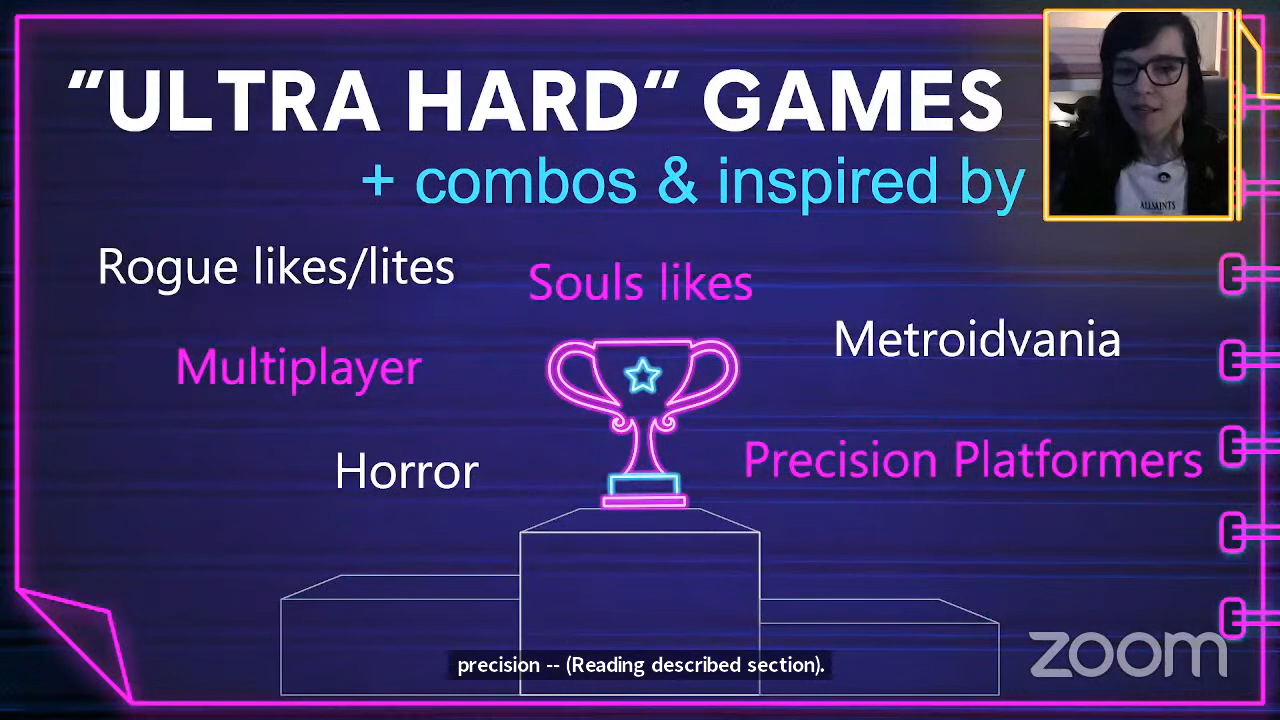 “ULTRA HARD“ GAMES
+ combos & inspired by
Rogue likes/lites
Souls likes
Metroidvania
Multiplayer
Precision Platformers
Horror
ALLSAINTS
precision -- (Reading described section).
zoom